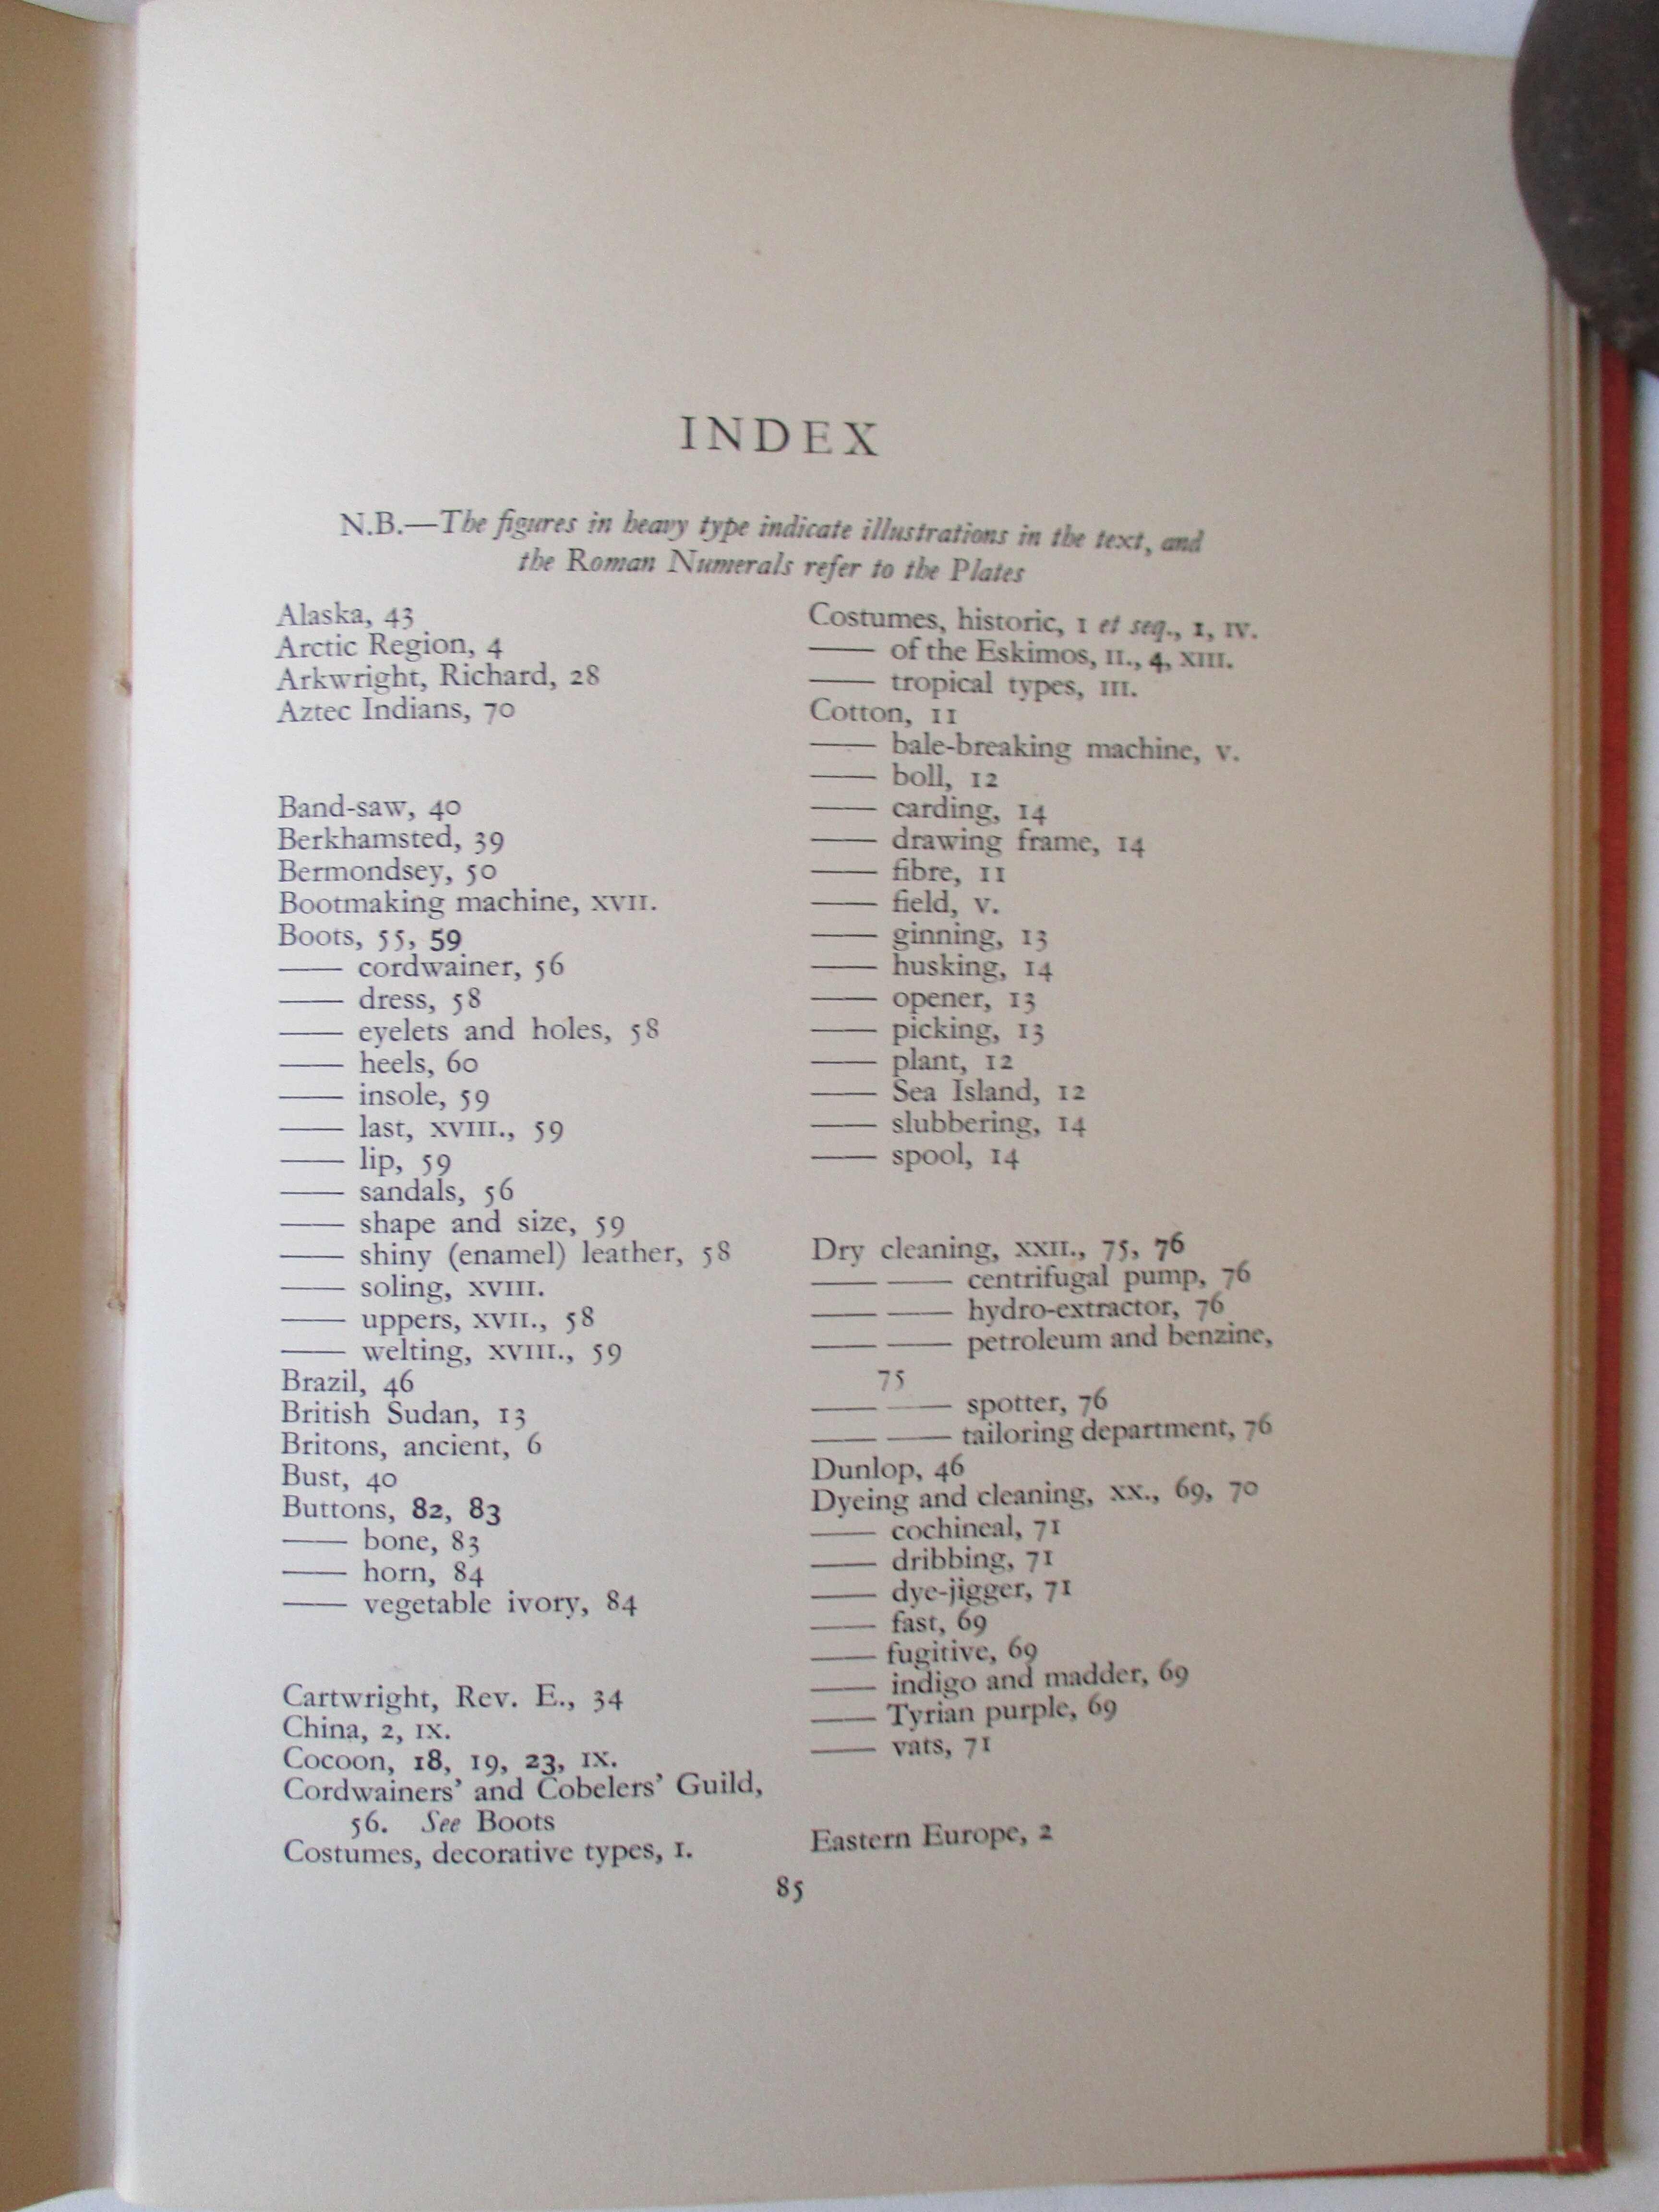 INDEX
N.B.—The figures in heavy type indicate illustrations in the text, and
the Roman Numerals refer to the Plates
Alaska, 43
Arctic Region, 4
Arkwright, Richard, 28
Aztec Indians, 70
Band-saw, 40
Berkhamsted, 39
Bermondsey, 50
Bootmaking machine, XVII.
Boots, 55, 59
—— cordwainer, 56
—— dress, 58
—— eyelets and holes, 58
—— heels, 60
—— insole, 59
—— last, XVIII., 59
—— lip, 59
—— sandals, 56
—— shape and size, 59
—— shiny (enamel) leather, 58
—— soling, XVIII.
—— uppers, XVII., 58
—— welting, XVIII., 59
Brazil, 46
British Sudan, 13
Britons, ancient, 6
Bust, 40
Buttons, 82, 83
—— bone, 83
—— horn, 84
—— vegetable ivory, 84
Cartwright, Rev. E., 34
China, 2, IX.
Cocoon, 18, 19, 23, IX.
Cordwainers' and Cobelers' Guild,
56. See Boots
Costumes, decorative types, I.
Costumes, historic, 1 et seq., 1, IV.
—— of the Eskimos, II., 4, XIII.
—— tropical types, III.
Cotton, 11
—— bale-breaking machine, V.
—— boll, 12
—— carding, 14
—— drawing frame, 14
—— fibre, 11
—— field, V.
—— ginning, 13
—— husking, 14
—— opener, 13
—— picking, 13
—— plant, 12
—— Sea Island, 12
—— slubbering, 14
—— spool, 14
Dry cleaning, XXII., 75, 76
—— —— centrifugal pump, 76
—— —— hydro-extractor, 76
—— —— petroleum and benzine,
75
—— —— spotter, 76
—— —— tailoring department, 76
Dunlop, 46
Dyeing and cleaning, XX., 69, 70
—— cochineal, 71
—— dribbing, 71
—— dye-jigger, 71
—— fast, 69
—— fugitive, 69
—— indigo and madder, 69
—— Tyrian purple, 69
—— vats, 71
Eastern Europe, 2
85